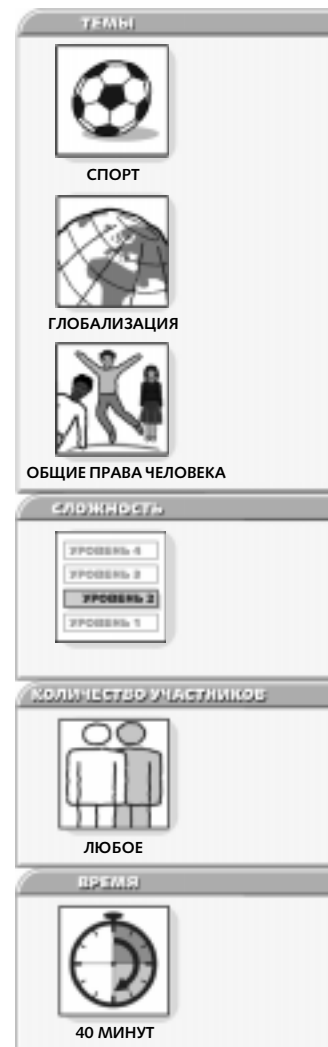 ТЕМЫ
СПОРТ
ГЛОБАЛИЗАЦИЯ
ОБЩИЕ ПРАВА ЧЕЛОВЕКА
СЛОЖНОСТЬ
УРОВЕНЬ 4
УРОВЕНЬ 3
УРОВЕНЬ 2
УРОВЕНЬ 1
КОЛИЧЕСТВО УЧАСТНИКОВ
ЛЮБОЕ
ВРЕМЯ
40 МИНУТ